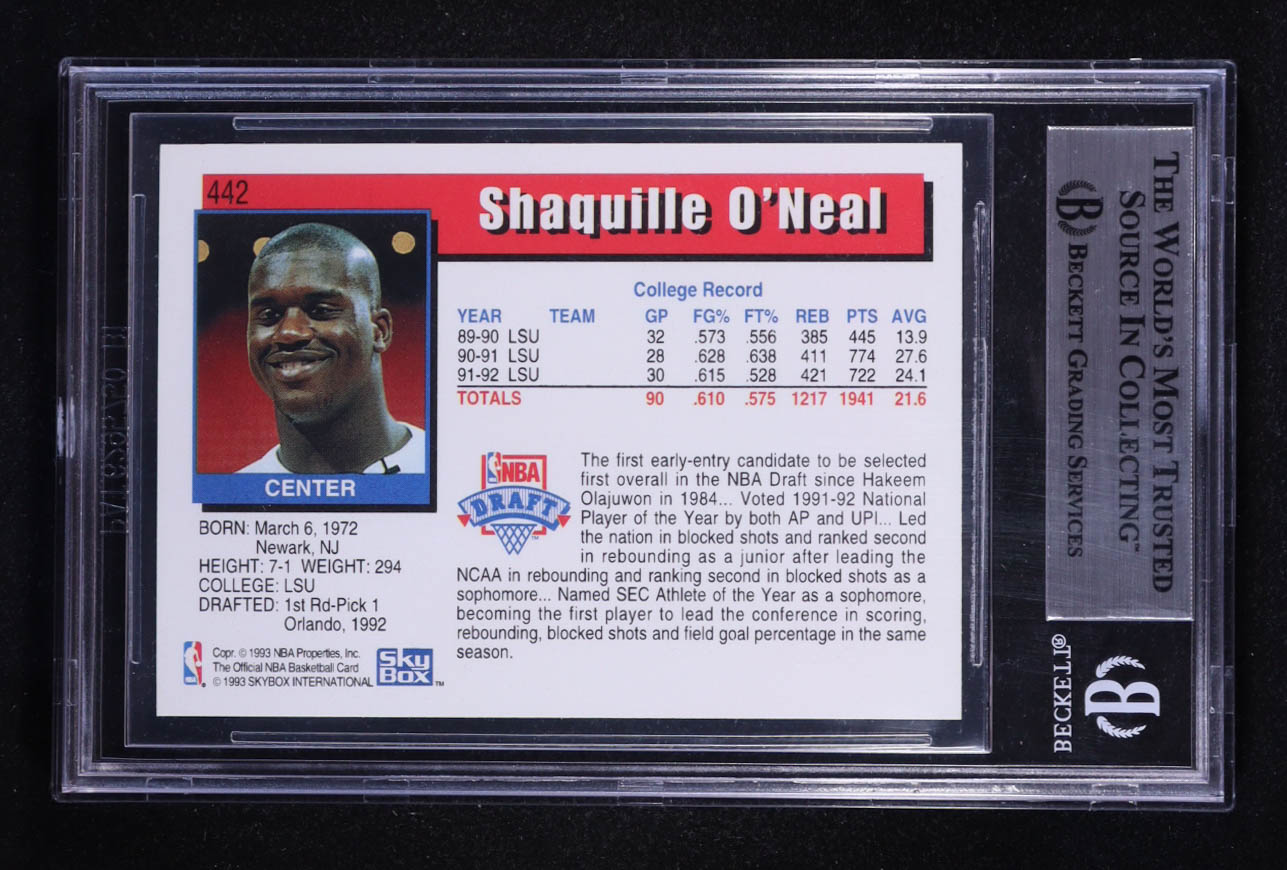 442
Shaquille O'Neal
CENTER
BORN: March 6, 1972
Newark, NJ
HEIGHT: 7-1 WEIGHT: 294
COLLEGE: LSU
DRAFTED: 1st Rd-Pick 1
Orlando, 1992
Copr. © 1993 NBA Properties, Inc.
The Official NBA Basketball Card
© 1993 SKYBOX INTERNATIONAL
SkyBox™
College Record
YEAR TEAM GP FG% FT% REB PTS AVG
89-90 LSU 32 .573 .556 385 445 13.9
90-91 LSU 28 .628 .638 411 774 27.6
91-92 LSU 30 .615 .528 421 722 24.1
TOTALS 90 .610 .575 1217 1941 21.6
NBA
DRAFT™
The first early-entry candidate to be selected
first overall in the NBA Draft since Hakeem
Olajuwon in 1984... Voted 1991-92 National
Player of the Year by both AP and UPI... Led
the nation in blocked shots and ranked second
in rebounding as a junior after leading the
NCAA in rebounding and ranking second in blocked shots as a
sophomore... Named SEC Athlete of the Year as a sophomore,
becoming the first player to lead the conference in scoring,
rebounding, blocked shots and field goal percentage in the same
season.
THE WORLD'S MOST TRUSTED
SOURCE IN COLLECTING™
B BECKETT GRADING SERVICES
B
BECKETT®